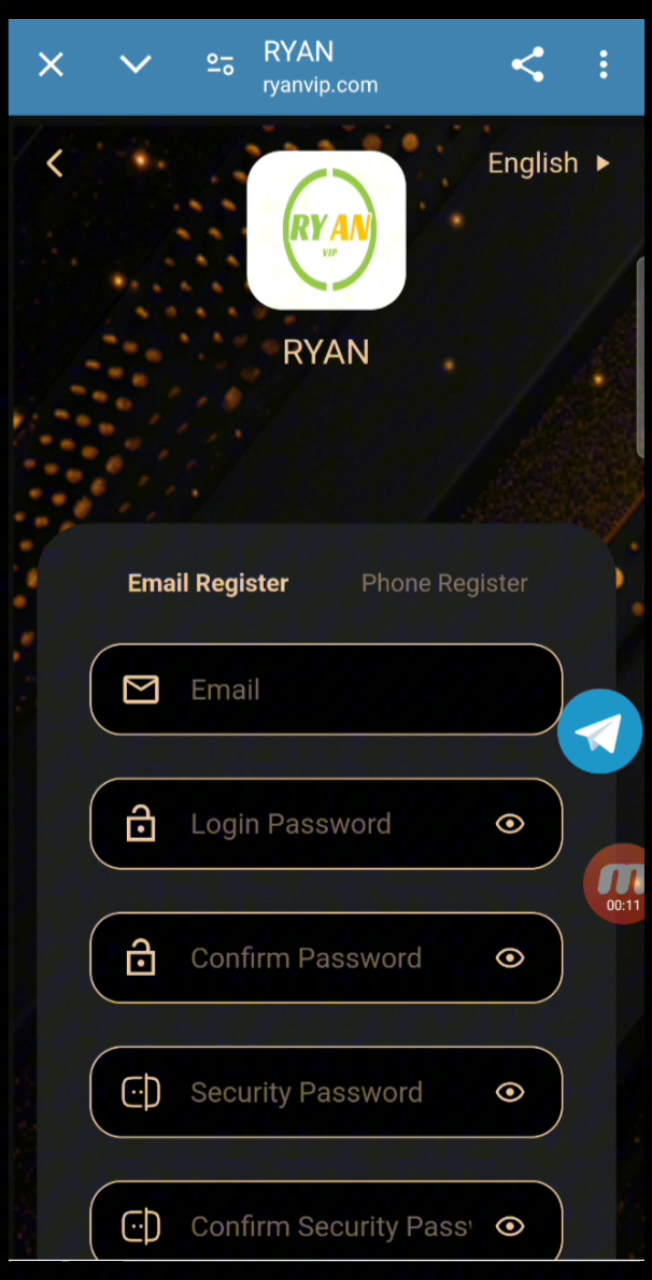 RYAN
ryanvip.com
English
RYAN
VIP
RYAN
Email Register
Phone Register
Email
Login Password
Confirm Password
00:11
Security Password
Confirm Security Pass